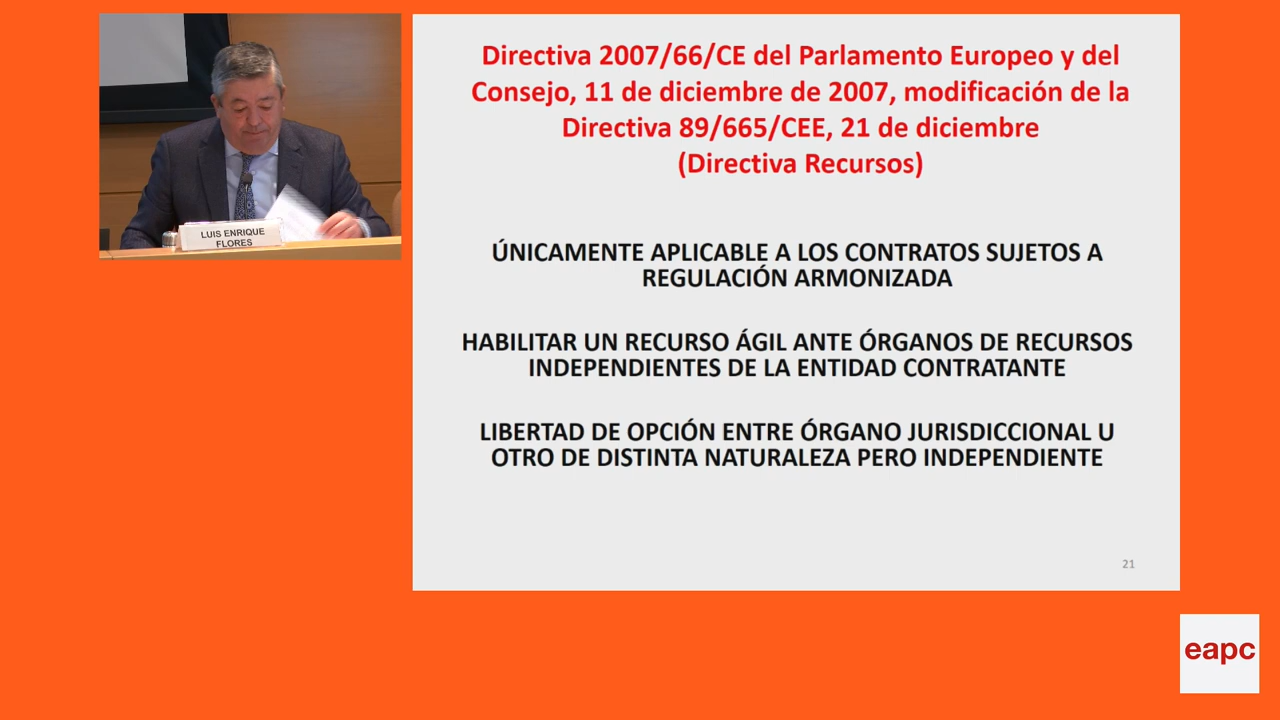 LUIS ENRIQUE
FLORES
Directiva 2007/66/CE del Parlamento Europeo y del
Consejo, 11 de diciembre de 2007, modificación de la
Directiva 89/665/CEE, 21 de diciembre
(Directiva Recursos)
ÚNICAMENTE APLICABLE A LOS CONTRATOS SUJETOS A
REGULACIÓN ARMONIZADA
HABILITAR UN RECURSO ÁGIL ANTE ÓRGANOS DE RECURSOS
INDEPENDIENTES DE LA ENTIDAD CONTRATANTE
LIBERTAD DE OPCIÓN ENTRE ÓRGANO JURISDICCIONAL U
OTRO DE DISTINTA NATURALEZA PERO INDEPENDIENTE
21
eapc